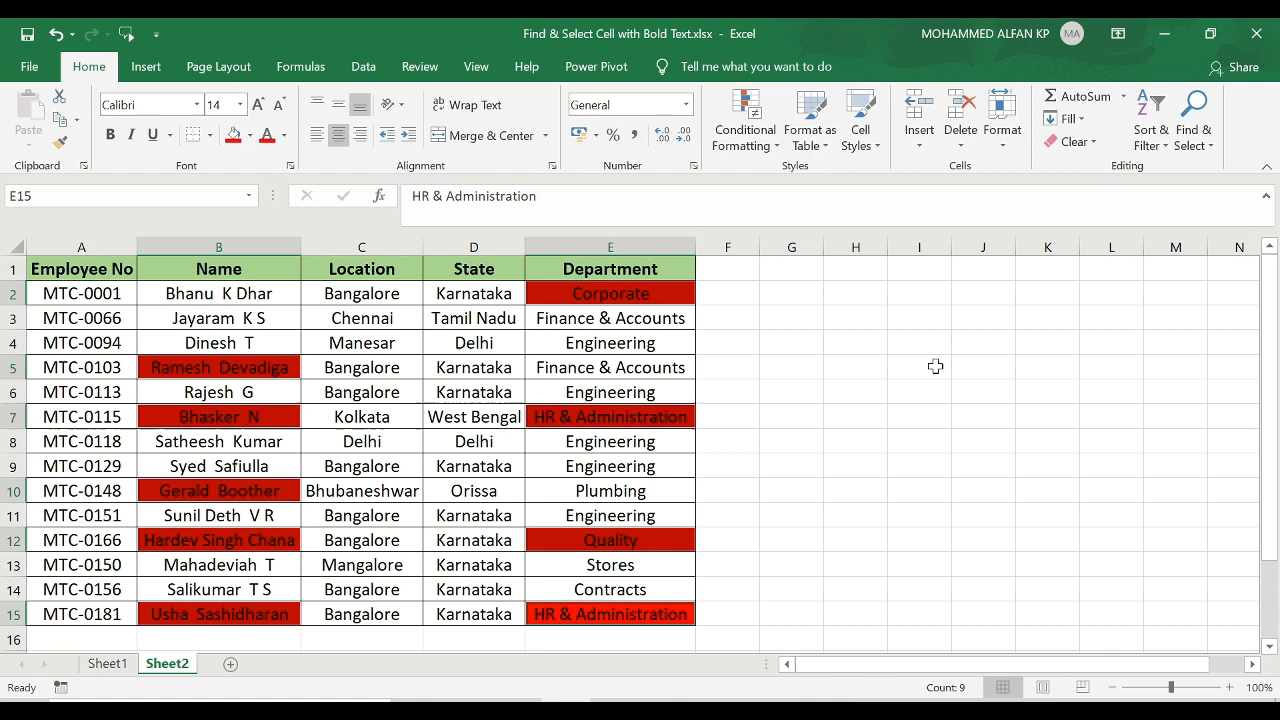 Find & Select Cell with Bold Text.xlsx - Excel
MOHAMMED ALFAN KP MA
File Home Insert Page Layout Formulas Data Review View Help Power Pivot Tell me what you want to do Share
Paste Calibri 14 A A ab Wrap Text General Conditional Formatting Format as Table Cell Styles Insert Delete Format AutoSum Sort & Filter Find & Select
B I U A Merge & Center % , Fill Clear
Clipboard Font Alignment Number Styles Cells Editing
E15 fx HR & Administration
A B C D E F G H I J K L M N
1 Employee No Name Location State Department
2 MTC-0001 Bhanu K Dhar Bangalore Karnataka Corporate
3 MTC-0066 Jayaram K S Chennai Tamil Nadu Finance & Accounts
4 MTC-0094 Dinesh T Manesar Delhi Engineering
5 MTC-0103 Ramesh Devadiga Bangalore Karnataka Finance & Accounts
6 MTC-0113 Rajesh G Bangalore Karnataka Engineering
7 MTC-0115 Bhasker N Kolkata West Bengal HR & Administration
8 MTC-0118 Satheesh Kumar Delhi Delhi Engineering
9 MTC-0129 Syed Safiulla Bangalore Karnataka Engineering
10 MTC-0148 Gerald Boother Bhubaneshwar Orissa Plumbing
11 MTC-0151 Sunil Deth V R Bangalore Karnataka Engineering
12 MTC-0166 Hardev Singh Chana Bangalore Karnataka Quality
13 MTC-0150 Mahadeviah T Mangalore Karnataka Stores
14 MTC-0156 Salikumar T S Bangalore Karnataka Contracts
15 MTC-0181 Usha Sashidharan Bangalore Karnataka HR & Administration
16
Sheet1 Sheet2
Ready Count: 9 100%